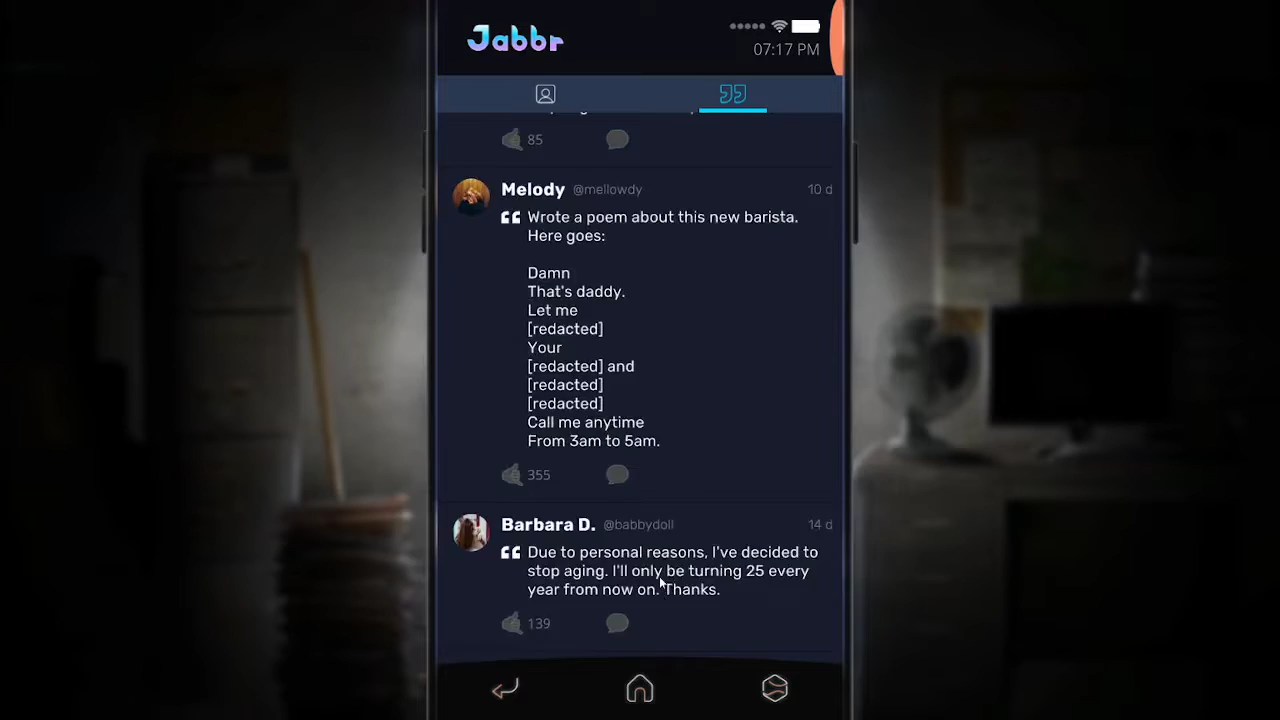 Jabbr
07:17 PM
85
Melody @mellowdy 10 d
Wrote a poem about this new barista.
Here goes:
Damn
That's daddy.
Let me
[redacted]
Your
[redacted] and
[redacted]
[redacted]
Call me anytime
From 3am to 5am.
355
Barbara D. @babbydoll 14 d
Due to personal reasons, I've decided to
stop aging. I'll only be turning 25 every
year from now on. Thanks.
139